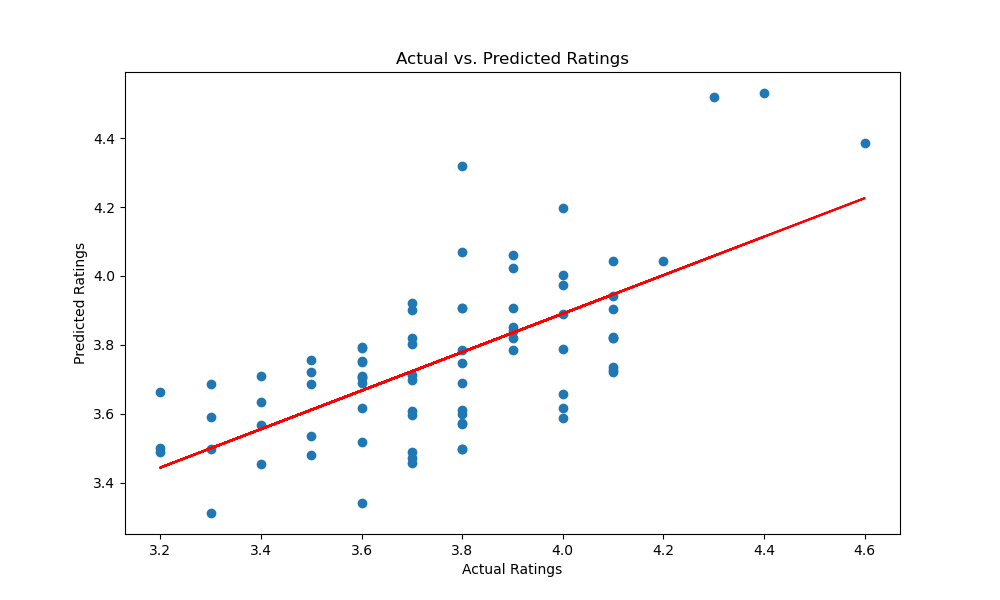 Actual vs. Predicted Ratings
Predicted Ratings
4.4
4.2
4.0
3.8
3.6
3.4
3.2 3.4 3.6 3.8 4.0 4.2 4.4 4.6
Actual Ratings